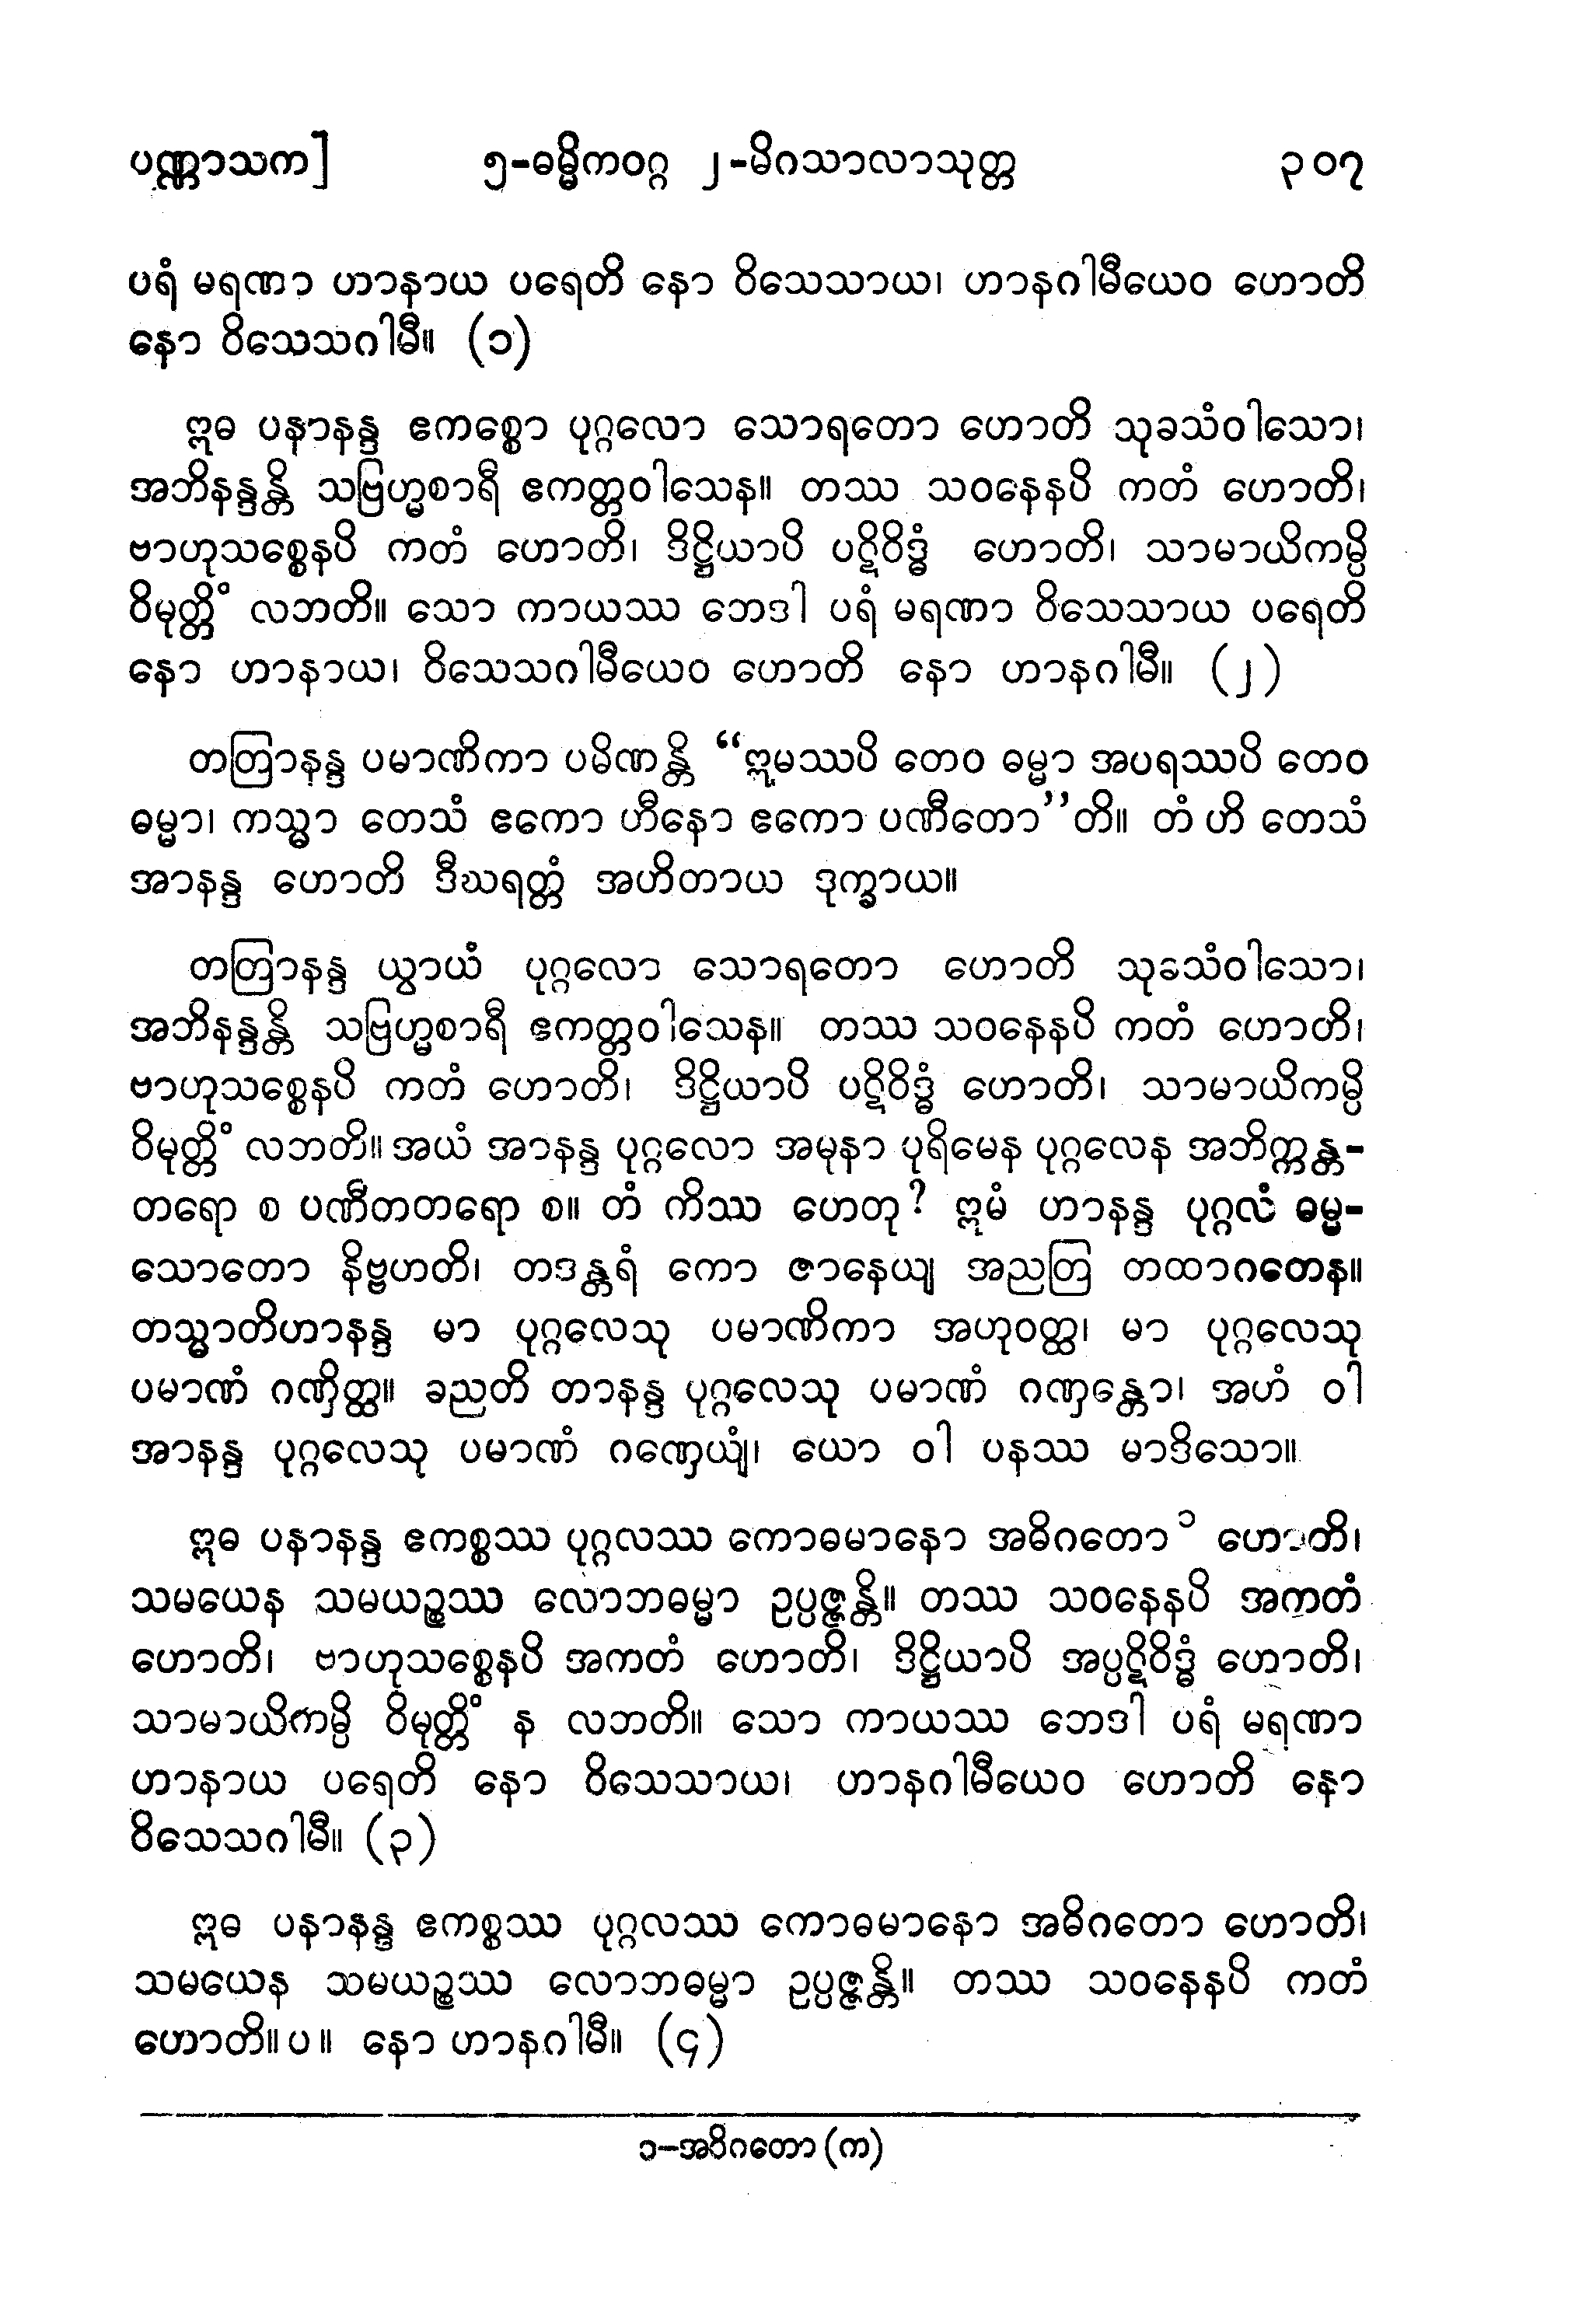 ပဏ္ဏာသက] ၅-ဓမ္မိကဝဂ္ဂ ၂-မိဂသာလာသုတ္တ ၃၀၇
ပရံ မရဏာ ဟာနာယ ပရေတိ နော ဝိသေသာယ၊ ဟာနဂါမီယေဝ ဟောတိ
နော ဝိသေသဂါမီ။ (၁)
ဣဓ ပနာနန္ဒ ဧကစ္စော ပုဂ္ဂလော သောရတော ဟောတိ သုခသံဝါသော၊
အဘိနန္ဒန္တိ သဗြဟ္မစာရီ ဧကတ္တဝါသေန။ တဿ သဝနေနပိ ကတံ ဟောတိ၊
ဗာဟုသစ္စေနပိ ကတံ ဟောတိ၊ ဒိဋ္ဌိယာပိ ပဋိဝိဒ္ဓံ ဟောတိ၊ သာမာယိကမ္ပိ
ဝိမုတ္တိံ လဘတိ။ သော ကာယဿ ဘေဒါ ပရံ မရဏာ ဝိသေသာယ ပရေတိ
နော ဟာနာယ၊ ဝိသေသဂါမီယေဝ ဟောတိ နော ဟာနဂါမီ။ (၂)
တတြာနန္ဒ ပမာဏိကာ ပမိဏန္တိ “ဣမဿပိ တေဝ ဓမ္မာ အပရဿပိ တေဝ
ဓမ္မာ၊ ကသ္မာ တေသံ ဧကော ဟီနော ဧကော ပဏီတော”တိ။ တံ ဟိ တေသံ
အာနန္ဒ ဟောတိ ဒီဃရတ္တံ အဟိတာယ ဒုက္ခာယ။
တတြာနန္ဒ ယွာယံ ပုဂ္ဂလော သောရတော ဟောတိ သုခသံဝါသော၊
အဘိနန္ဒန္တိ သဗြဟ္မစာရီ ဧကတ္တဝါသေန။ တဿ သဝနေနပိ ကတံ ဟောတိ၊
ဗာဟုသစ္စေနပိ ကတံ ဟောတိ၊ ဒိဋ္ဌိယာပိ ပဋိဝိဒ္ဓံ ဟောတိ၊ သာမာယိကမ္ပိ
ဝိမုတ္တိံ လဘတိ။ အယံ အာနန္ဒ ပုဂ္ဂလော အမုနာ ပုရိမေန ပုဂ္ဂလေန အဘိက္ကန္တ-
တရော စ ပဏီတတရော စ။ တံ ကိဿ ဟေတု? ဣမံ ဟာနန္ဒ ပုဂ္ဂလံ ဓမ္မ-
သောတော နိဗ္ဗဟတိ၊ တဒန္တရံ ကော ဇာနေယျ အညတြ တထာဂတေန။
တသ္မာတိဟာနန္ဒ မာ ပုဂ္ဂလေသု ပမာဏိကာ အဟုဝတ္ထ၊ မာ ပုဂ္ဂလေသု
ပမာဏံ ဂဏှိတ္ထ။ ခညတိ တာနန္ဒ ပုဂ္ဂလေသု ပမာဏံ ဂဏှန္တော၊ အဟံ ဝါ
အာနန္ဒ ပုဂ္ဂလေသု ပမာဏံ ဂဏှေယျံ၊ ယော ဝါ ပနဿ မာဒိသော။
ဣဓ ပနာနန္ဒ ဧကစ္စဿ ပုဂ္ဂလဿ ကောဓမာနော အဓိဂတော ၁ ဟောတိ၊
သမယေန သမယဉ္စဿ လောဘဓမ္မာ ဥပ္ပဇ္ဇန္တိ။ တဿ သဝနေနပိ အကတံ
ဟောတိ၊ ဗာဟုသစ္စေနပိ အကတံ ဟောတိ၊ ဒိဋ္ဌိယာပိ အပ္ပဋိဝိဒ္ဓံ ဟောတိ၊
သာမာယိကမ္ပိ ဝိမုတ္တိံ န လဘတိ။ သော ကာယဿ ဘေဒါ ပရံ မရဏာ
ဟာနာယ ပရေတိ နော ဝိသေသာယ၊ ဟာနဂါမီယေဝ ဟောတိ နော
ဝိသေသဂါမီ။ (၃)
ဣဓ ပနာနန္ဒ ဧကစ္စဿ ပုဂ္ဂလဿ ကောဓမာနော အဓိဂတော ဟောတိ၊
သမယေန သမယဉ္စဿ လောဘဓမ္မာ ဥပ္ပဇ္ဇန္တိ။ တဿ သဝနေနပိ ကတံ
ဟောတိ။ပ။ နော ဟာနဂါမီ။ (၄)
၁-အဝိဂတော (က)